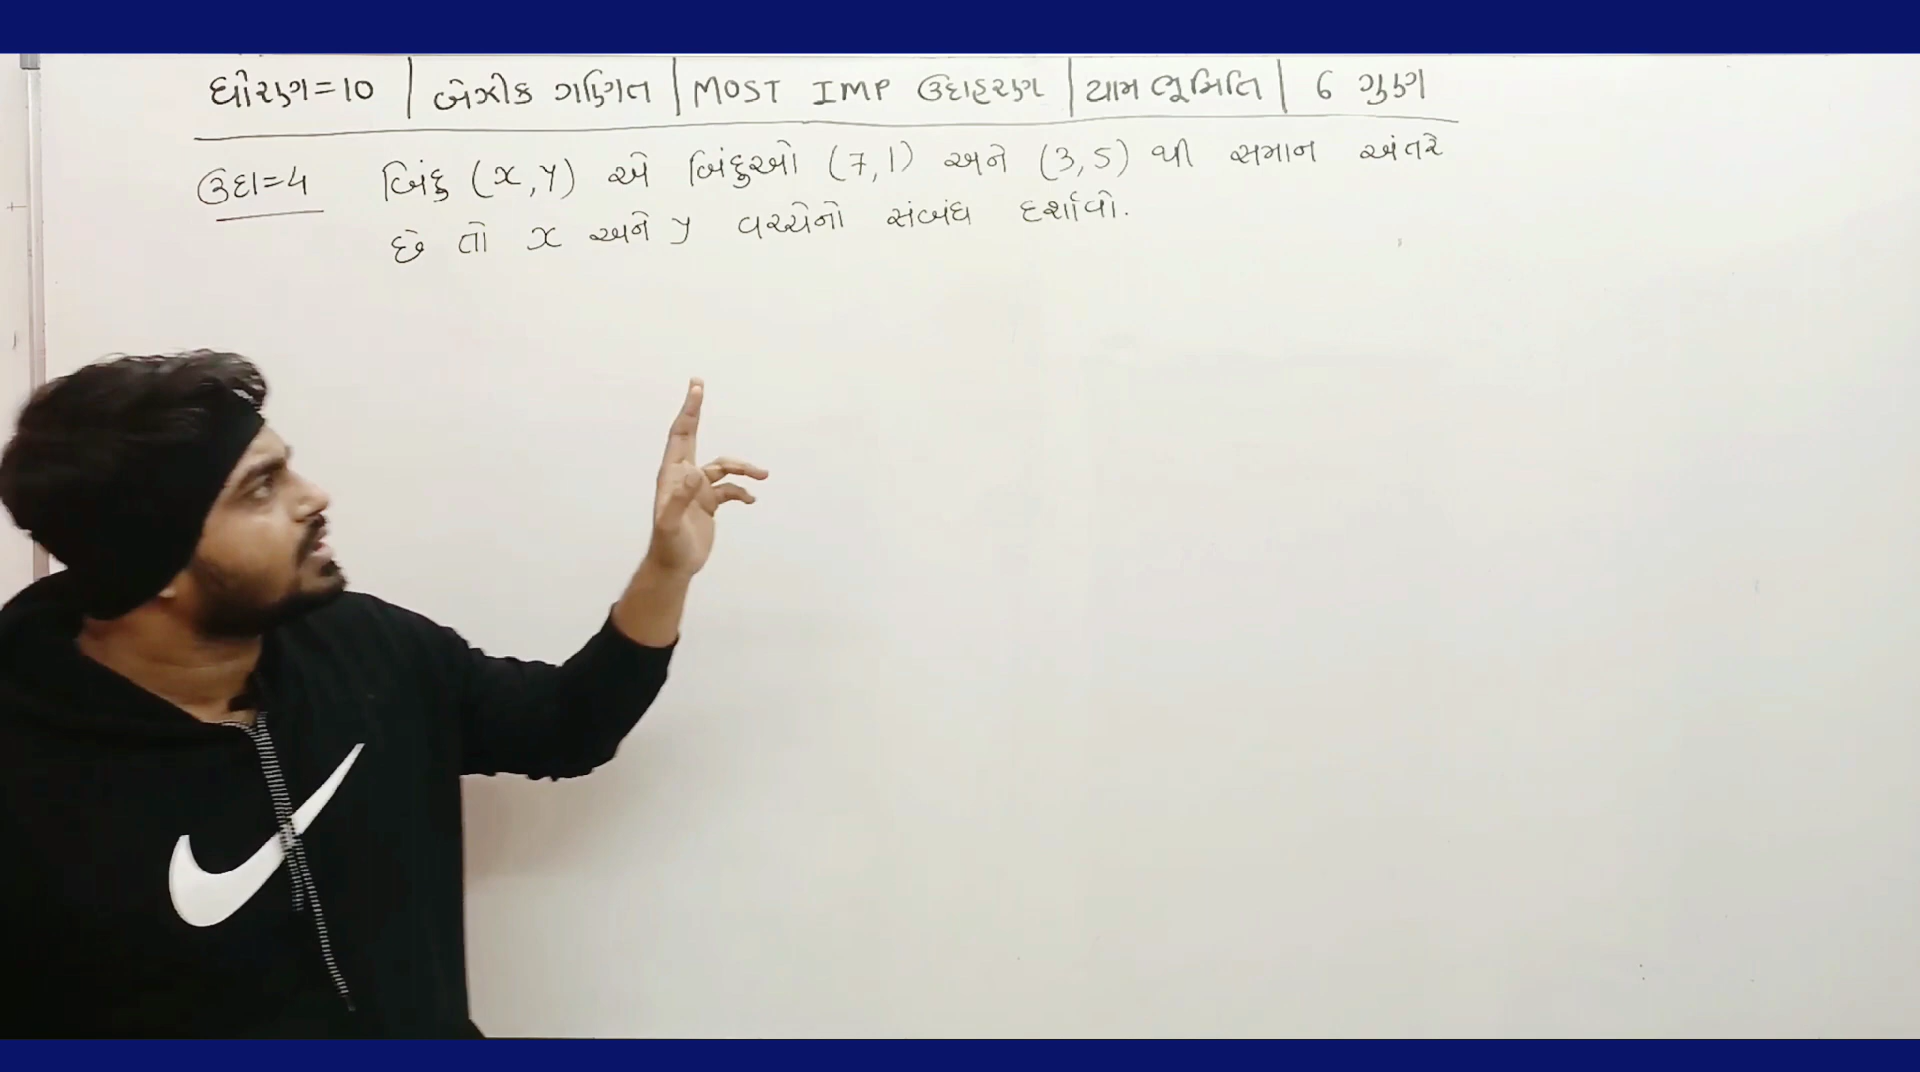 ધોરણ=10 | બેઝીક ગણિત | MOST IMP ઉદાહરણ | યામ ભૂમિતિ | 6 ગુણ
ઉદા=4 બિંદુ (x,y) એ બિંદુઓ (7,1) અને (3,5) થી સમાન અંતરે
છે તો x અને y વચ્ચેનો સંબંધ દર્શાવો.